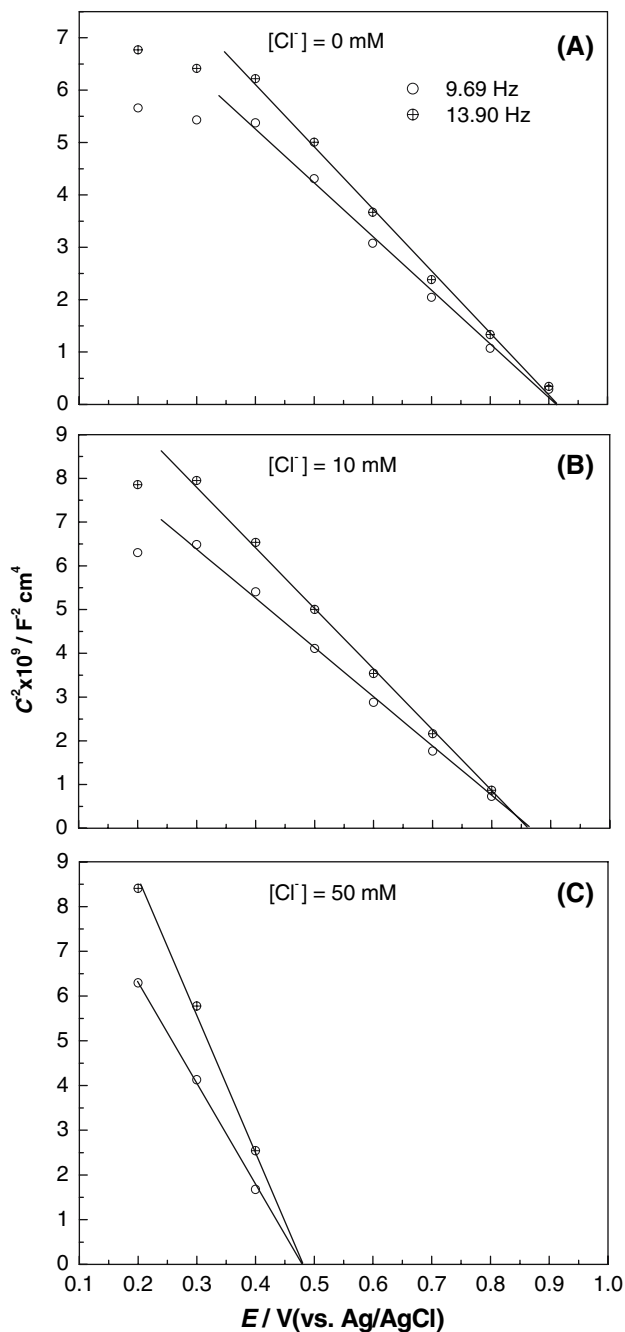 [Cl⁻] = 0 mM
(A)
9.69 Hz
13.90 Hz
7
6
5
4
3
2
1
0
[Cl⁻] = 10 mM
(B)
9
8
7
6
5
4
3
2
1
0
C⁻²x10⁹ / F⁻² cm⁴
[Cl⁻] = 50 mM
(C)
9
8
7
6
5
4
3
2
1
0
0.1 0.2 0.3 0.4 0.5 0.6 0.7 0.8 0.9 1.0
E / V(vs. Ag/AgCl)